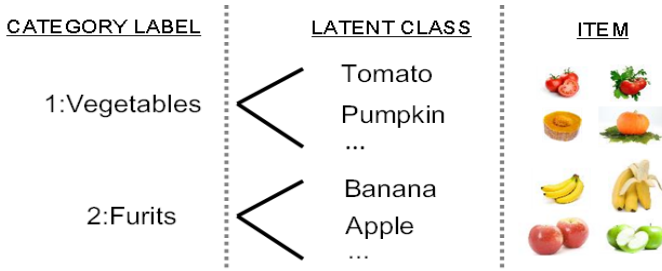 CATEGORY LABEL
LATENT CLASS
ITEM
1:Vegetables
Tomato
Pumpkin
...
2:Furits
Banana
Apple
...